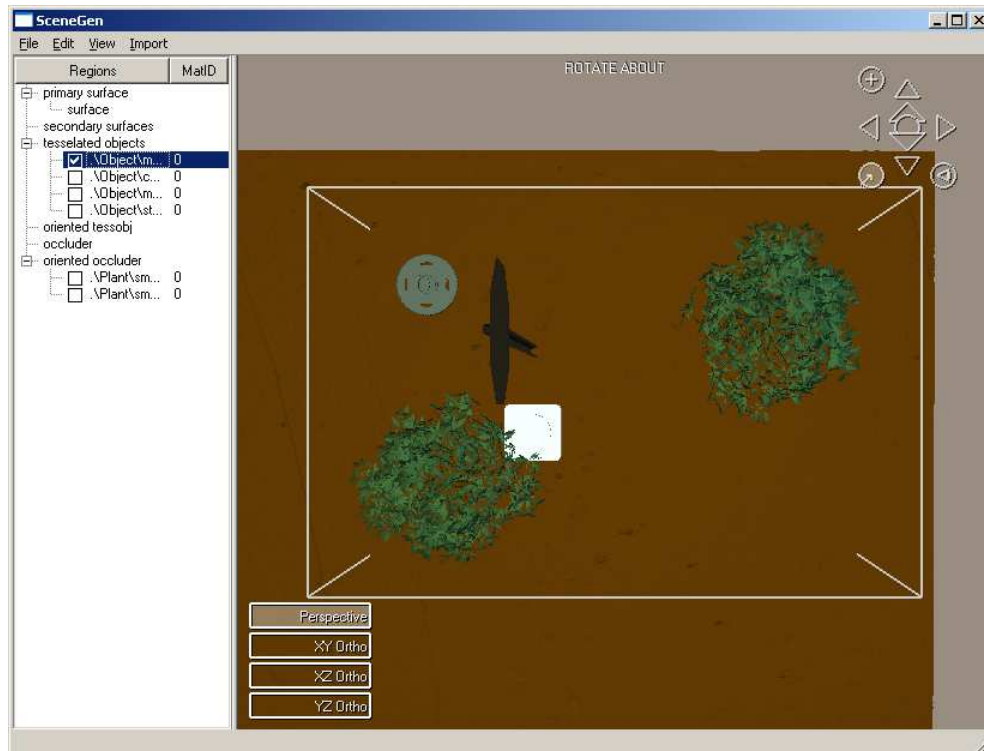 SceneGen
File Edit View Import
Regions MatID
primary surface
surface
secondary surfaces
tesselated objects
.\Object\m... 0
.\Object\c... 0
.\Object\m... 0
.\Object\st... 0
oriented tessobj
occluder
oriented occluder
.\Plant\sm... 0
.\Plant\sm... 0
ROTATE ABOUT
Perspective
XY Ortho
XZ Ortho
YZ Ortho